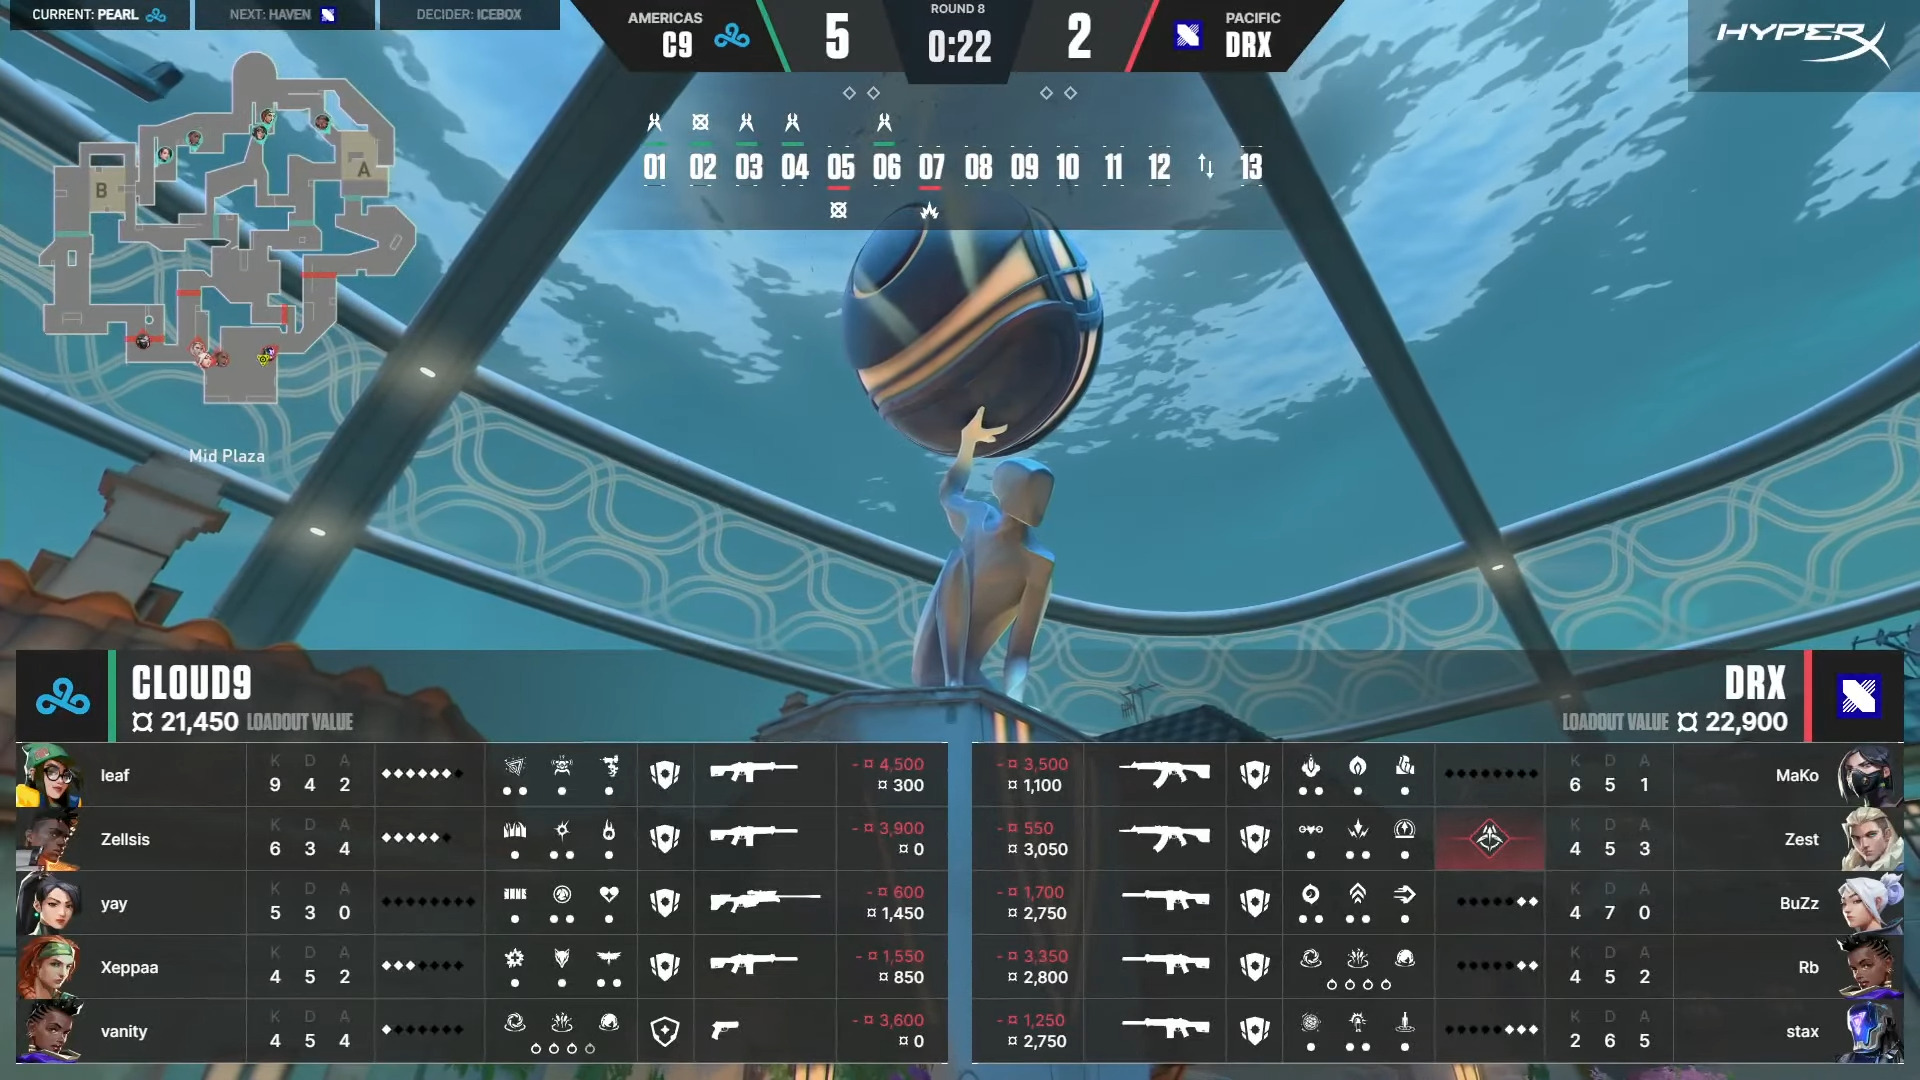 CURRENT: PEARL
NEXT: HAVEN
DECIDER: ICEBOX
AMERICAS
C9
5
ROUND 8
0:22
2
PACIFIC
DRX
HYPERX
01 02 03 04 05 06 07 08 09 10 11 12 13
A
B
Mid Plaza
CLOUD9
21,450 LOADOUT VALUE
DRX
LOADOUT VALUE 22,900
leaf K 9 D 4 A 2 - 4,500 300
Zellsis K 6 D 3 A 4 - 3,900 0
yay K 5 D 3 A 0 - 600 1,450
Xeppaa K 4 D 5 A 2 - 1,550 850
vanity K 4 D 5 A 4 - 3,600 0
- 3,500 1,100 K 6 D 5 A 1 MaKo
- 550 3,050 K 4 D 5 A 3 Zest
- 1,700 2,750 K 4 D 7 A 0 BuZz
- 3,350 2,800 K 4 D 5 A 2 Rb
- 1,250 2,750 K 2 D 6 A 5 stax